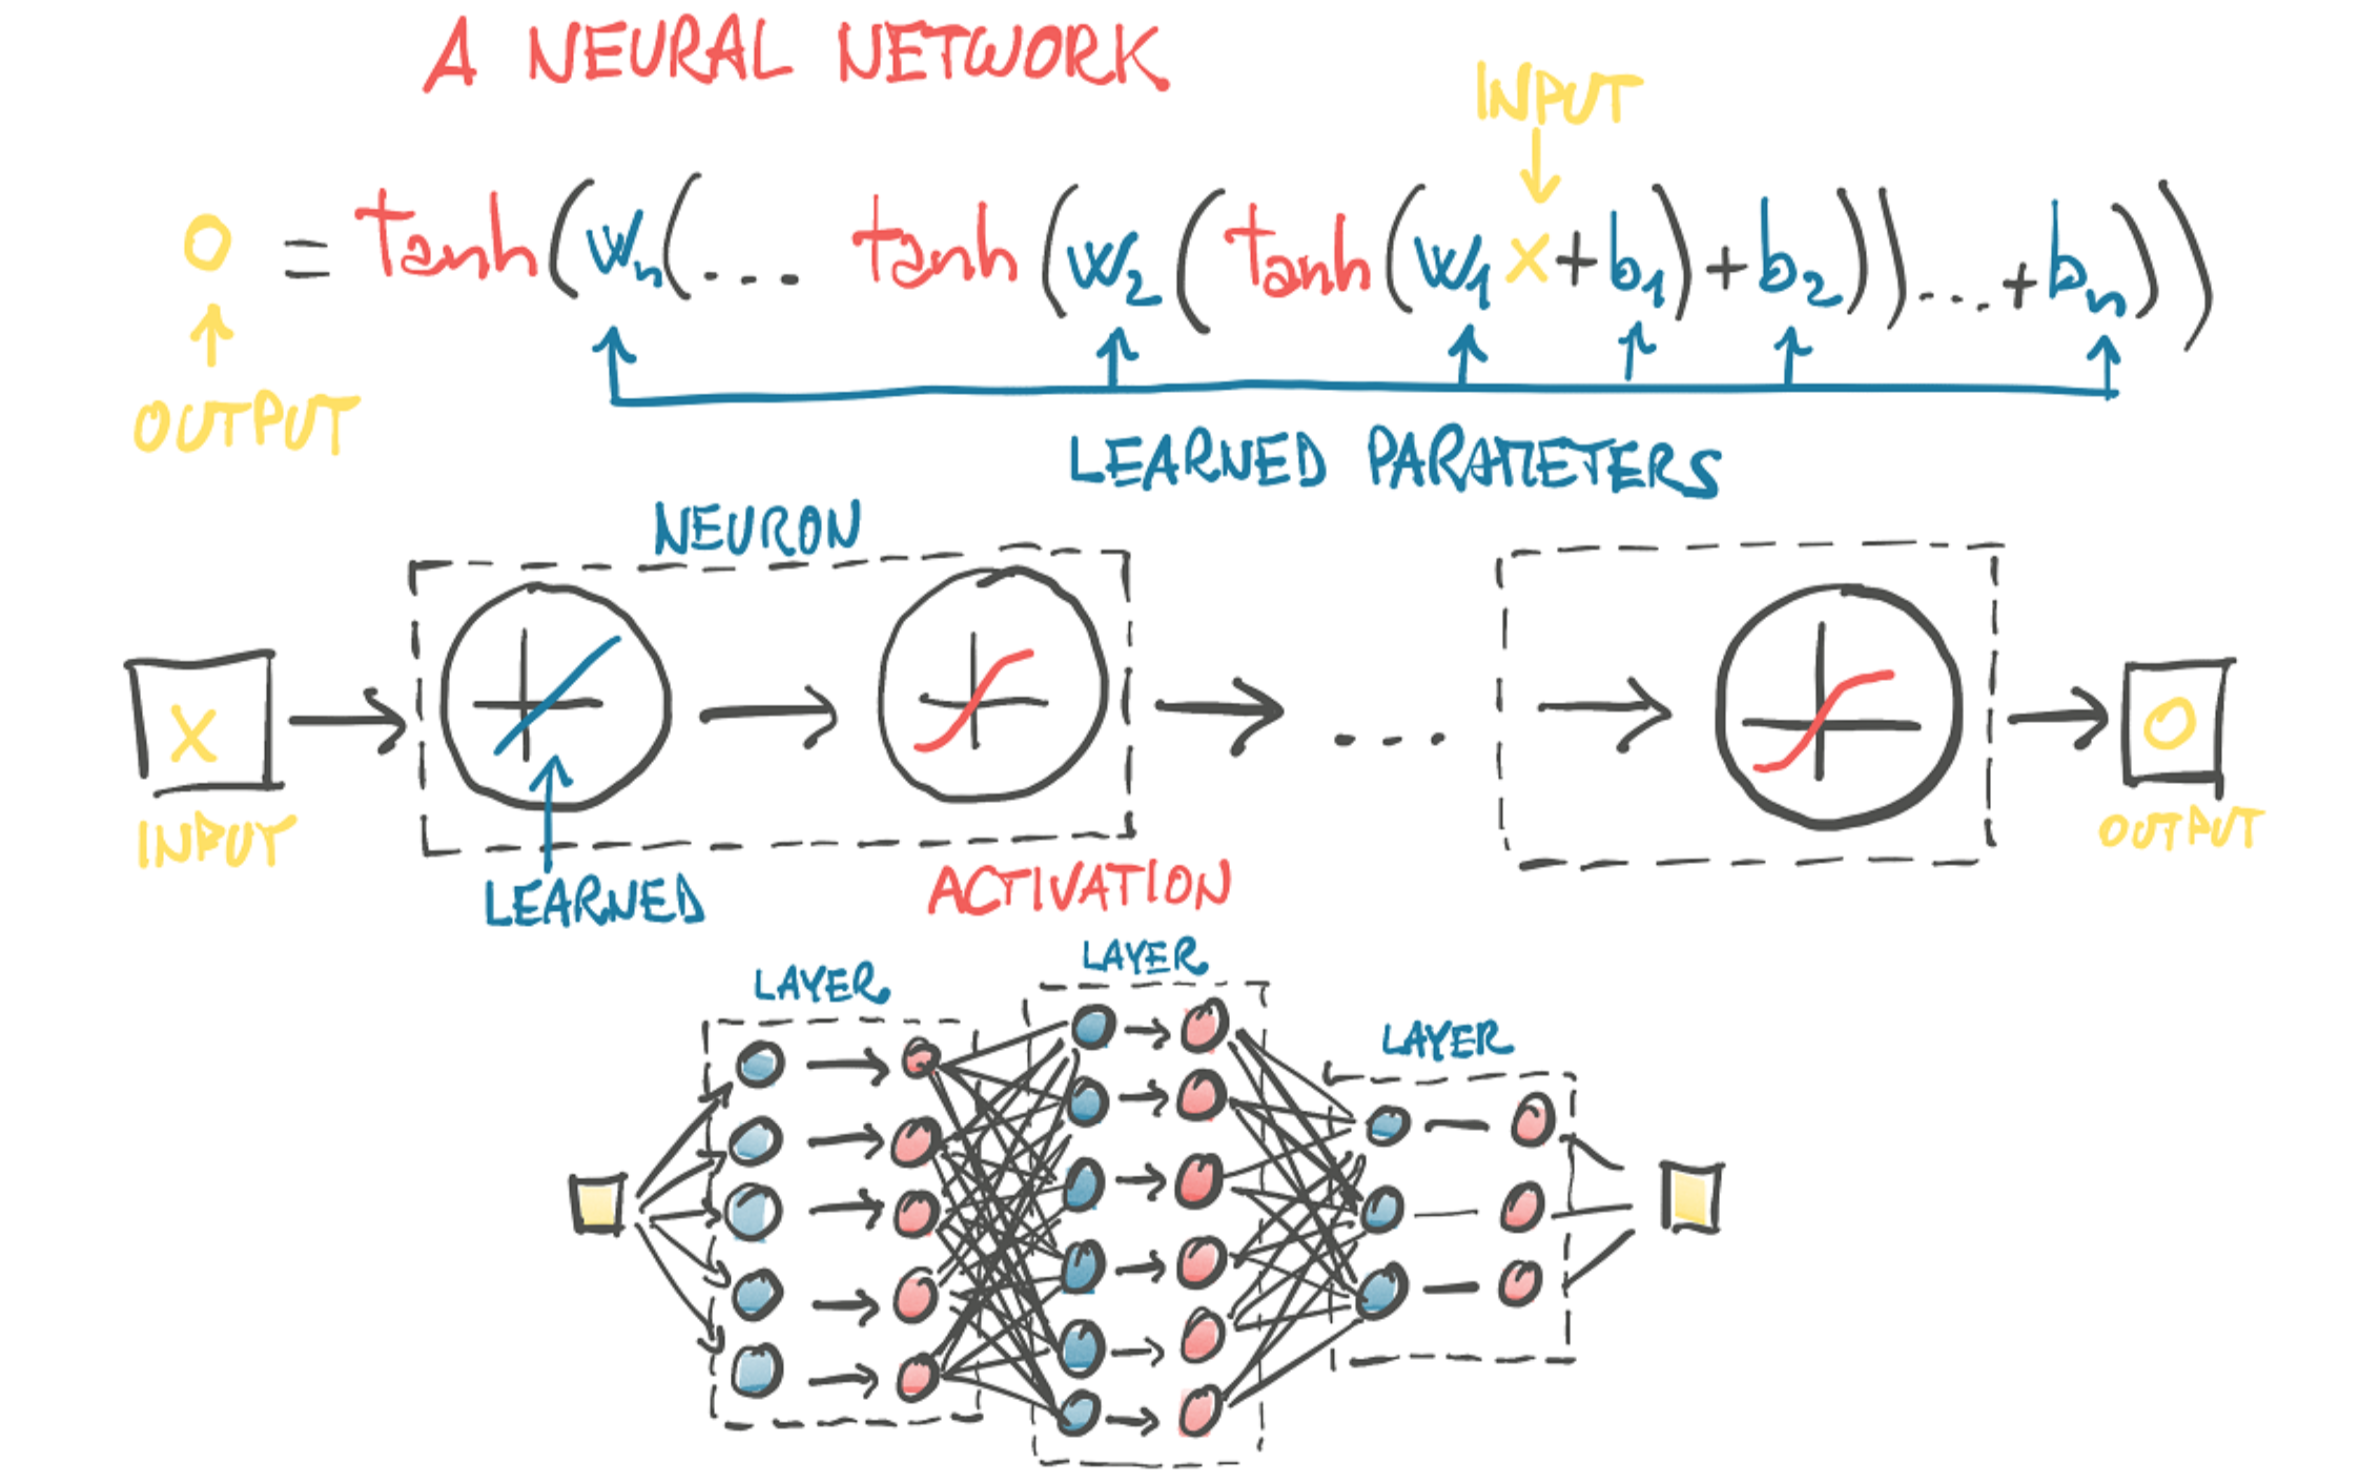 A NEURAL NETWORK
INPUT
o = tanh(wn(... tanh(w2(tanh(w1x+b1)+b2))...+bn))
OUTPUT
LEARNED PARAMETERS
NEURON
x
...
o
INPUT
OUTPUT
LEARNED
ACTIVATION
LAYER
LAYER
LAYER